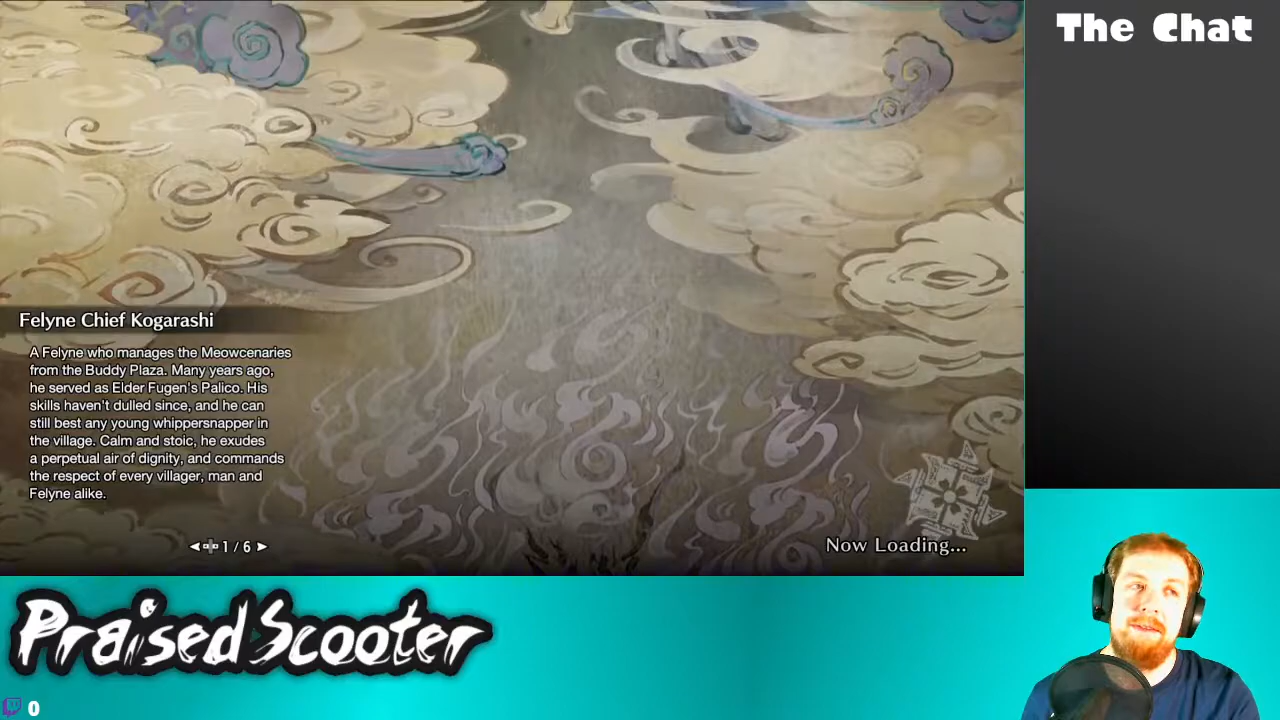 The Chat
Felyne Chief Kogarashi
A Felyne who manages the Meowcenaries
from the Buddy Plaza. Many years ago,
he served as Elder Fugen's Palico. His
skills haven't dulled since, and he can
still best any young whippersnapper in
the village. Calm and stoic, he exudes
a perpetual air of dignity, and commands
the respect of every villager, man and
Felyne alike.
1 / 6
Now Loading...
Praised Scooter
0